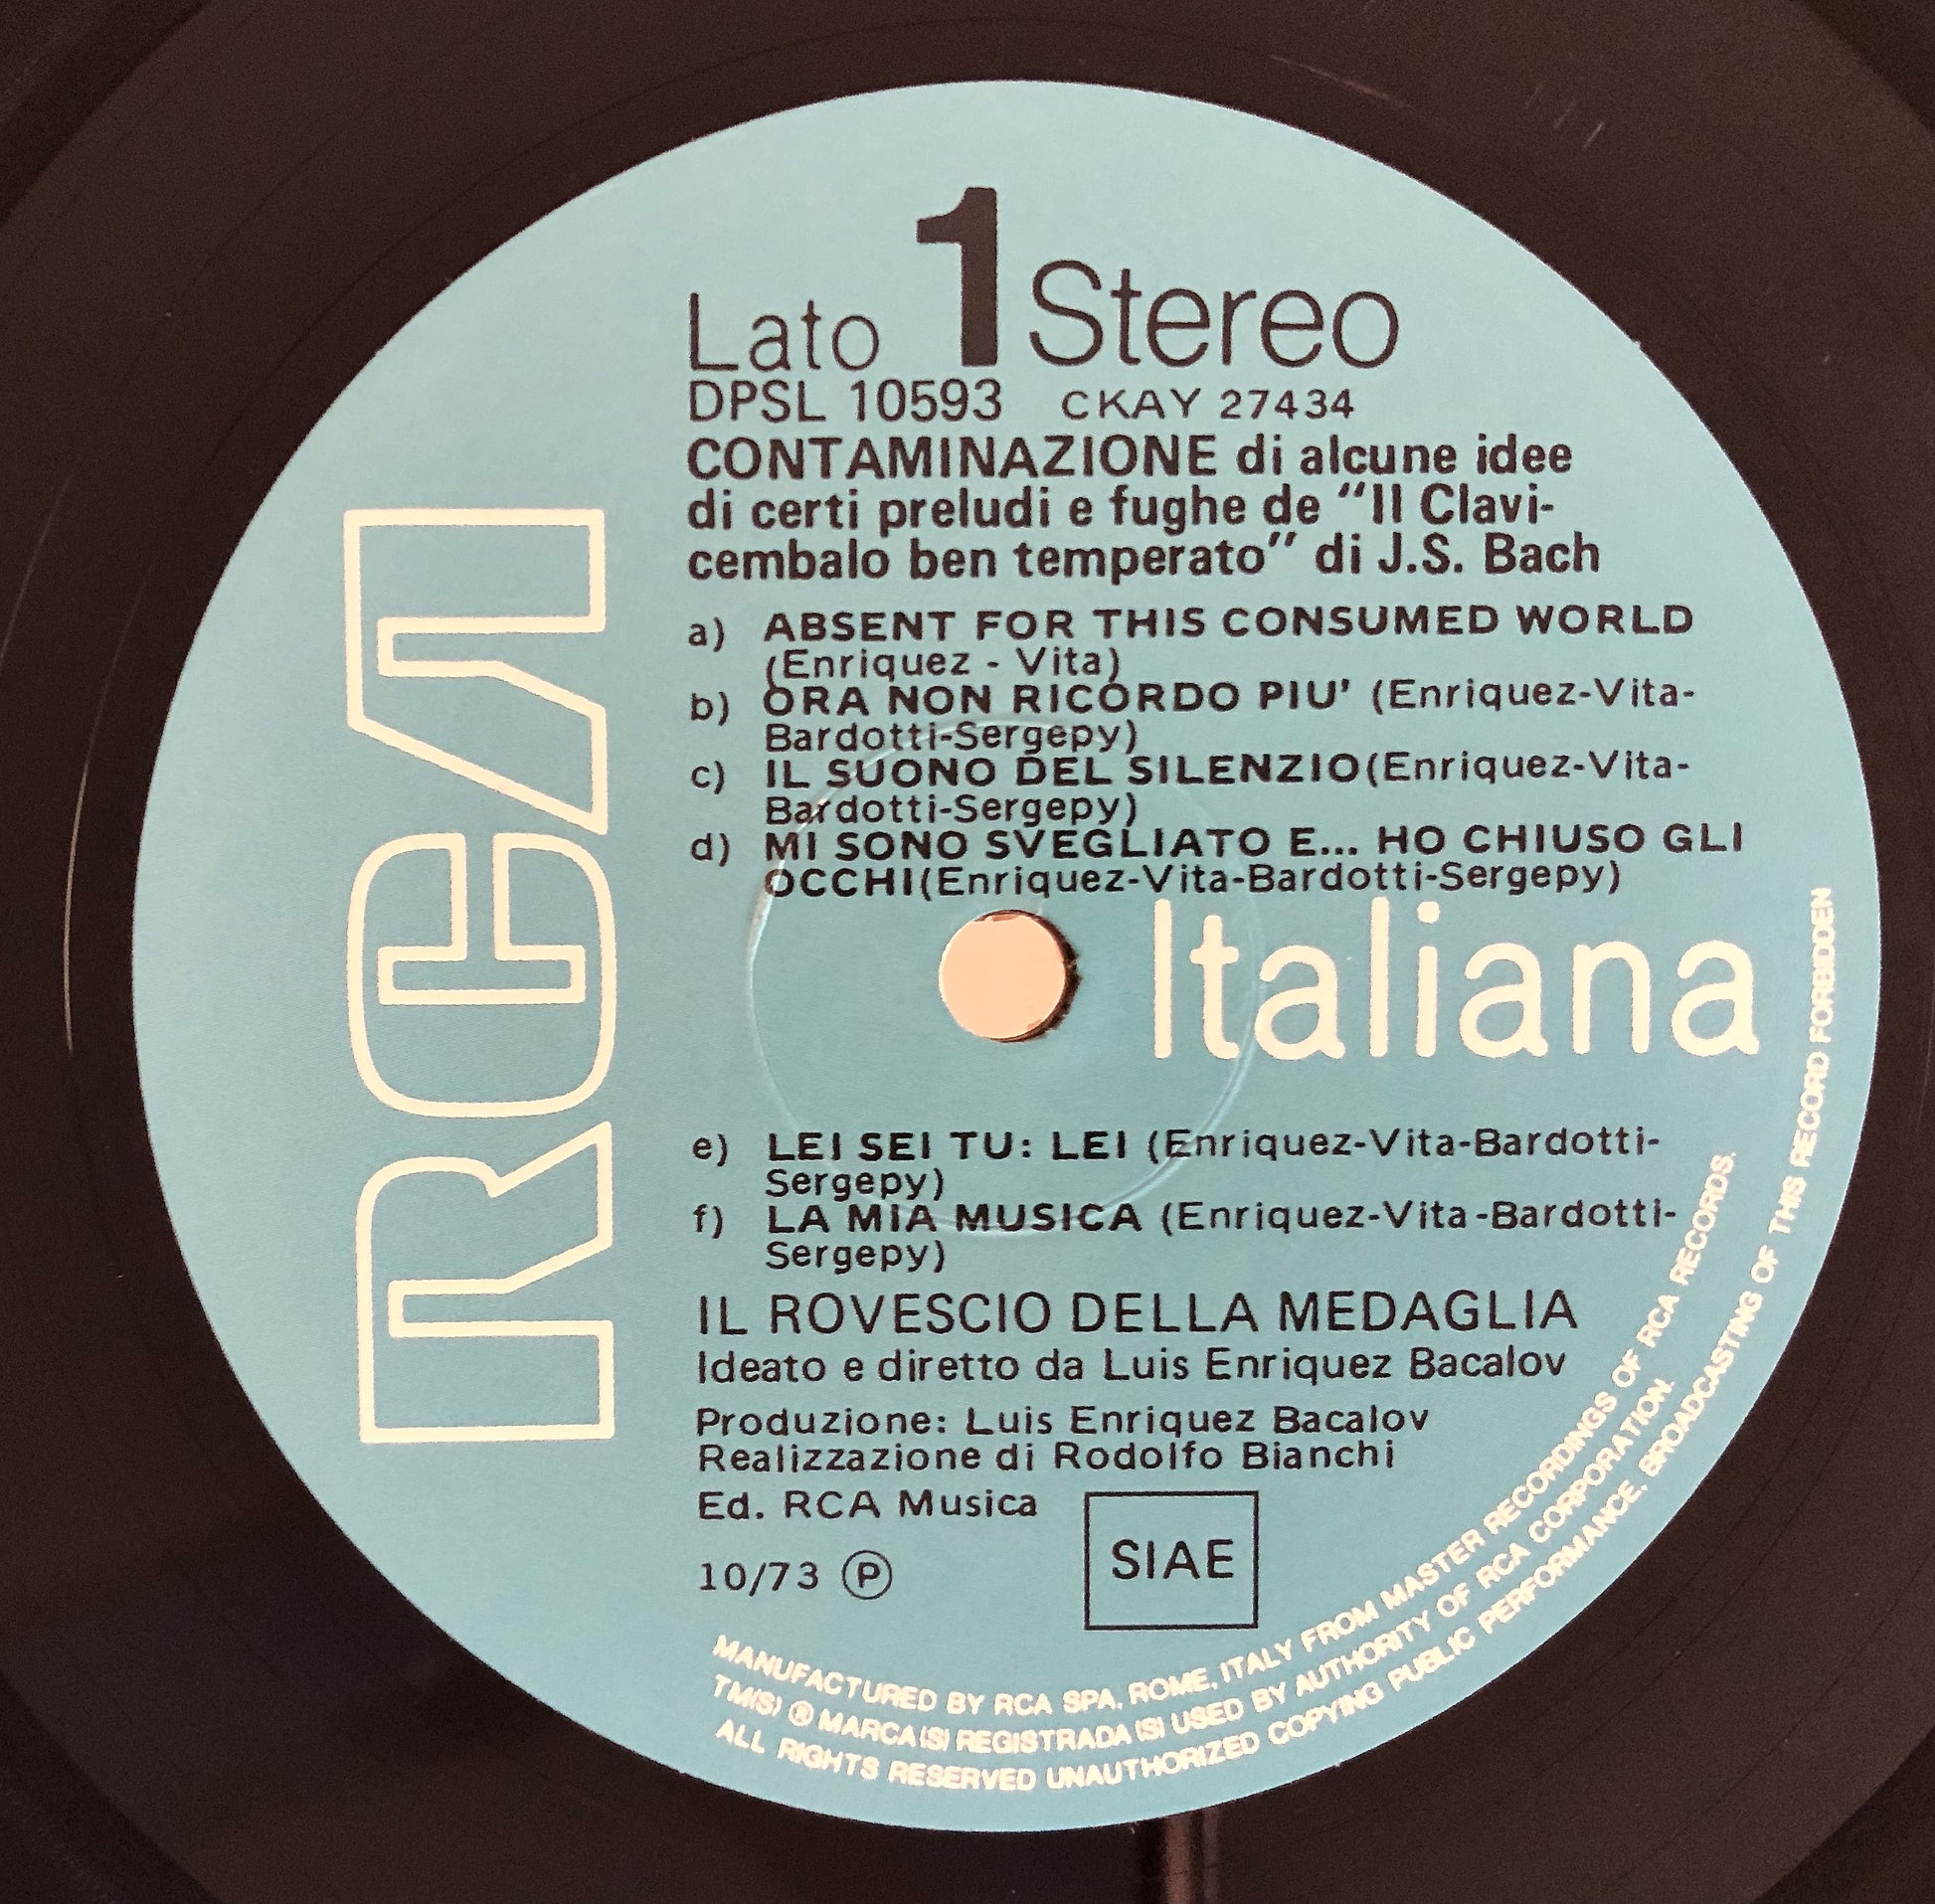 Lato 1 Stereo
DPSL 10593 CKAY 27434
CONTAMINAZIONE di alcune idee
di certi preludi e fughe de "Il Clavi-
cembalo ben temperato" di J.S. Bach
a) ABSENT FOR THIS CONSUMED WORLD
(Enriquez - Vita)
b) ORA NON RICORDO PIU' (Enriquez-Vita-
Bardotti-Sergepy)
c) IL SUONO DEL SILENZIO(Enriquez-Vita-
Bardotti-Sergepy)
d) MI SONO SVEGLIATO E... HO CHIUSO GLI
OCCHI(Enriquez-Vita-Bardotti-Sergepy)
RCA
Italiana
e) LEI SEI TU: LEI (Enriquez-Vita-Bardotti-
Sergepy)
f) LA MIA MUSICA (Enriquez-Vita-Bardotti-
Sergepy)
IL ROVESCIO DELLA MEDAGLIA
Ideato e diretto da Luis Enriquez Bacalov
Produzione: Luis Enriquez Bacalov
Realizzazione di Rodolfo Bianchi
Ed. RCA Musica
SIAE
10/73 Ⓟ
MANUFACTURED BY RCA SPA, ROME, ITALY FROM MASTER RECORDINGS OF RCA RECORDS.
TM(S) ® MARCA(S) REGISTRADA(S) USED BY AUTHORITY OF RCA CORPORATION.
ALL RIGHTS RESERVED UNAUTHORIZED COPYING PUBLIC PERFORMANCE, BROADCASTING OF THIS RECORD FORBIDDEN